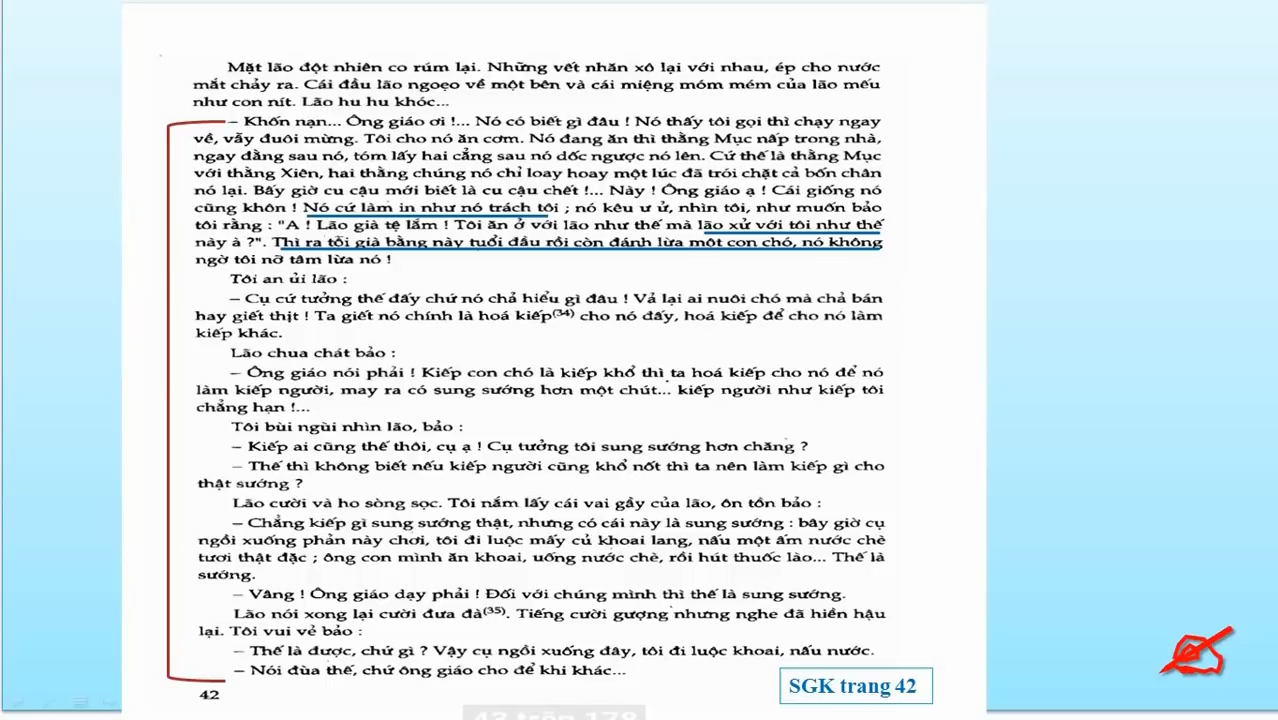 Mặt lão đột nhiên co rúm lại. Những vết nhăn xô lại với nhau, ép cho nước
mắt chảy ra. Cái đầu lão ngoẹo về một bên và cái miệng móm mém của lão mếu
như con nít. Lão hu hu khóc...
– Khốn nạn... Ông giáo ơi !... Nó có biết gì đâu ! Nó thấy tôi gọi thì chạy ngay
về, vẫy đuôi mừng. Tôi cho nó ăn cơm. Nó đang ăn thì thằng Mục nấp trong nhà,
ngay đằng sau nó, tóm lấy hai cẳng sau nó dốc ngược nó lên. Cứ thế là thằng Mục
với thằng Xiên, hai thằng chúng nó chỉ loay hoay một lúc đã trói chặt cả bốn chân
nó lại. Bấy giờ cu cậu mới biết là cu cậu chết !... Này ! Ông giáo ạ ! Cái giống nó
cũng khôn ! Nó cứ làm in như nó trách tôi ; nó kêu ư ử, nhìn tôi, như muốn bảo
tôi rằng : "A ! Lão già tệ lắm ! Tôi ăn ở với lão như thế mà lão xử với tôi như thế
này à ?". Thì ra tôi già bằng này tuổi đầu rồi còn đánh lừa một con chó, nó không
ngờ tôi nỡ tâm lừa nó !
Tôi an ủi lão :
– Cụ cứ tưởng thế đấy chứ nó chả hiểu gì đâu ! Vả lại ai nuôi chó mà chả bán
hay giết thịt ! Ta giết nó chính là hoá kiếp(34) cho nó đấy, hoá kiếp để cho nó làm
kiếp khác.
Lão chua chát bảo :
– Ông giáo nói phải ! Kiếp con chó là kiếp khổ thì ta hoá kiếp cho nó để nó
làm kiếp người, may ra có sung sướng hơn một chút... kiếp người như kiếp tôi
chẳng hạn !...
Tôi bùi ngùi nhìn lão, bảo :
– Kiếp ai cũng thế thôi, cụ ạ ! Cụ tưởng tôi sung sướng hơn chăng ?
– Thế thì không biết nếu kiếp người cũng khổ nốt thì ta nên làm kiếp gì cho
thật sướng ?
Lão cười và ho sòng sọc. Tôi nắm lấy cái vai gầy của lão, ôn tồn bảo :
– Chẳng kiếp gì sung sướng thật, nhưng có cái này là sung sướng : bây giờ cụ
ngồi xuống phản này chơi, tôi đi luộc mấy củ khoai lang, nấu một ấm nước chè
tươi thật đặc ; ông con mình ăn khoai, uống nước chè, rồi hút thuốc lào... Thế là
sướng.
– Vâng ! Ông giáo dạy phải ! Đối với chúng mình thì thế là sung sướng.
Lão nói xong lại cười đưa đà(35). Tiếng cười gượng nhưng nghe đã hiền hậu
lại. Tôi vui vẻ bảo :
– Thế là được, chứ gì ? Vậy cụ ngồi xuống đây, tôi đi luộc khoai, nấu nước.
– Nói đùa thế, chứ ông giáo cho để khi khác...
42
SGK trang 42
43 trên 178